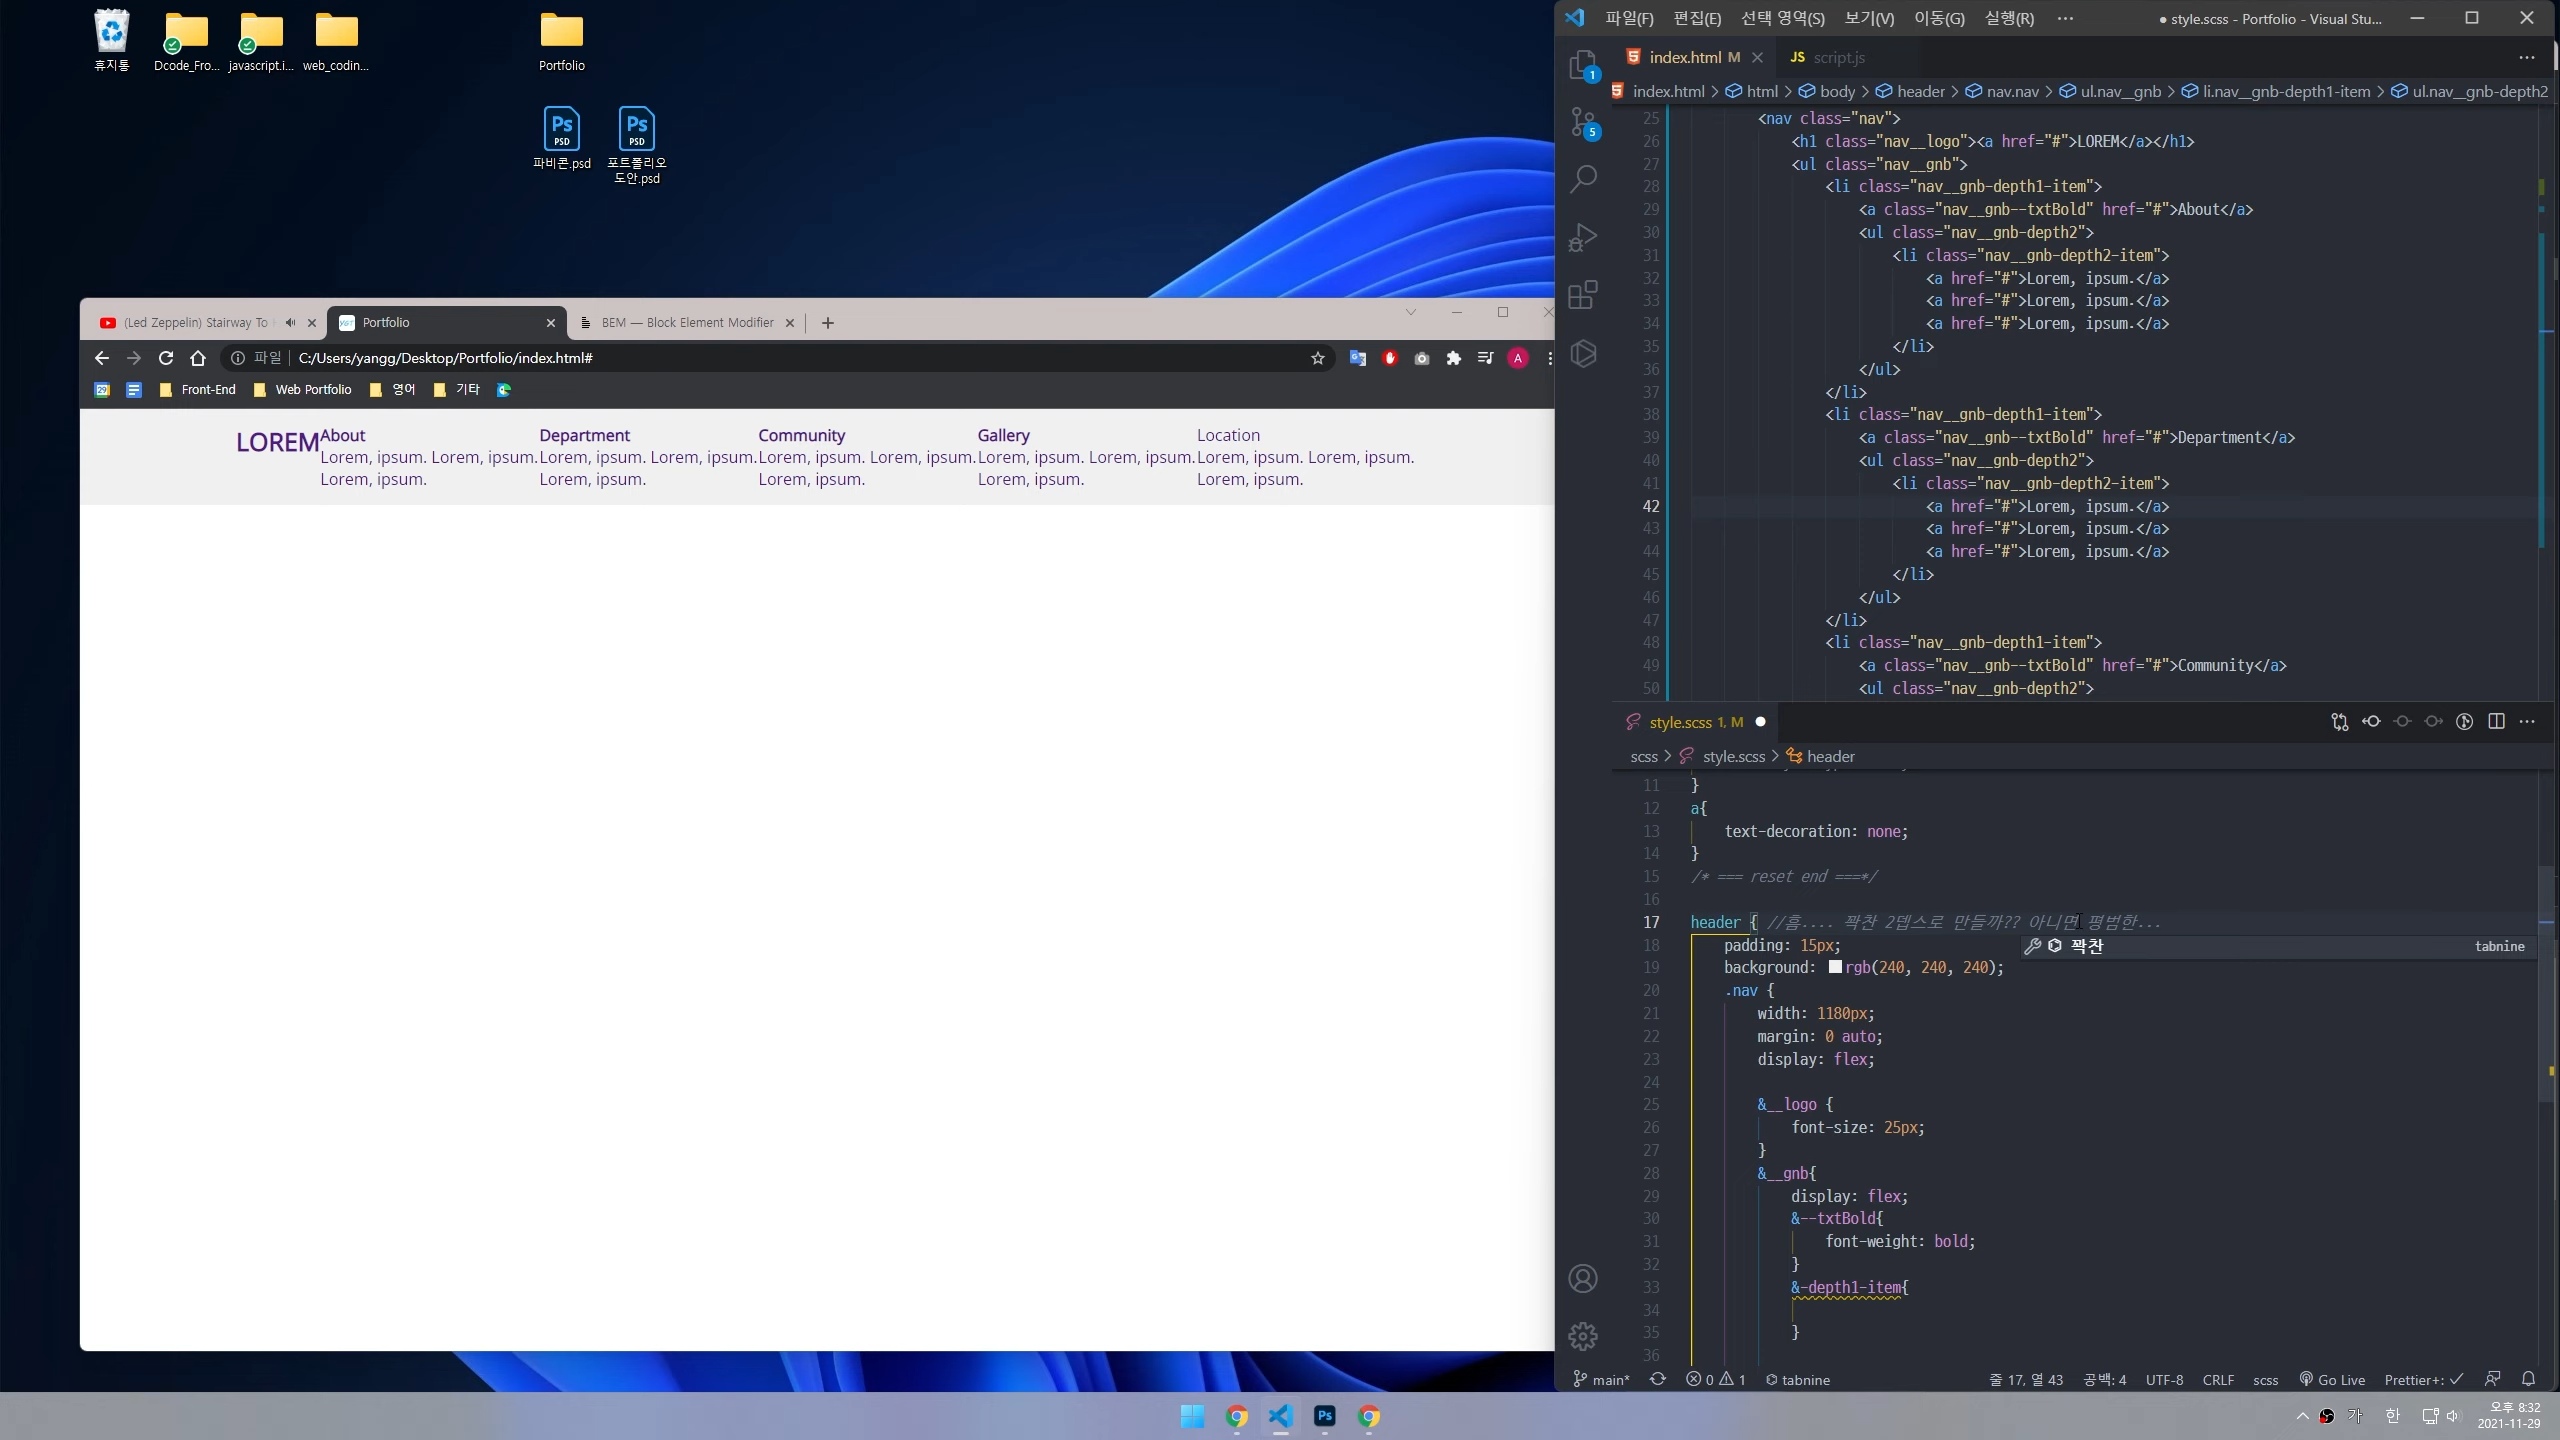 휴지통
Dcode_Fro...
javascript.i...
web_codin...
Portfolio
파비콘.psd
포트폴리오
도안.psd
(Led Zeppelin) Stairway To
Portfolio
BEM — Block Element Modifier
파일
C:/Users/yangg/Desktop/Portfolio/index.html#
A
Front-End
Web Portfolio
영어
기타
LOREM
About
Department
Community
Gallery
Location
Lorem, ipsum. Lorem, ipsum.
Lorem, ipsum.
Lorem, ipsum. Lorem, ipsum.
Lorem, ipsum.
Lorem, ipsum. Lorem, ipsum.
Lorem, ipsum.
Lorem, ipsum. Lorem, ipsum.
Lorem, ipsum.
Lorem, ipsum. Lorem, ipsum.
Lorem, ipsum.
파일(F) 편집(E) 선택 영역(S) 보기(V) 이동(G) 실행(R) ··· ● style.scss - Portfolio - Visual Stu...
index.html M
JS script.js
index.html > html > body > header > nav.nav > ul.nav__gnb > li.nav__gnb-depth1-item > ul.nav__gnb-depth2
1
5
25 <nav class="nav">
26 <h1 class="nav__logo"><a href="#">LOREM</a></h1>
27 <ul class="nav__gnb">
28 <li class="nav__gnb-depth1-item">
29 <a class="nav__gnb--txtBold" href="#">About</a>
30 <ul class="nav__gnb-depth2">
31 <li class="nav__gnb-depth2-item">
32 <a href="#">Lorem, ipsum.</a>
33 <a href="#">Lorem, ipsum.</a>
34 <a href="#">Lorem, ipsum.</a>
35 </li>
36 </ul>
37 </li>
38 <li class="nav__gnb-depth1-item">
39 <a class="nav__gnb--txtBold" href="#">Department</a>
40 <ul class="nav__gnb-depth2">
41 <li class="nav__gnb-depth2-item">
42 <a href="#">Lorem, ipsum.</a>
43 <a href="#">Lorem, ipsum.</a>
44 <a href="#">Lorem, ipsum.</a>
45 </li>
46 </ul>
47 </li>
48 <li class="nav__gnb-depth1-item">
49 <a class="nav__gnb--txtBold" href="#">Community</a>
50 <ul class="nav__gnb-depth2">
style.scss 1, M
scss > style.scss > header
11 }
12 a{
13 text-decoration: none;
14 }
15 /* === reset end ===*/
16
17 header { //흠.... 꽉찬 2뎁스로 만들까?? 아니면 평범한...
꽉찬 tabnine
18 padding: 15px;
19 background: rgb(240, 240, 240);
20 .nav {
21 width: 1180px;
22 margin: 0 auto;
23 display: flex;
24
25 &__logo {
26 font-size: 25px;
27 }
28 &__gnb{
29 display: flex;
30 &--txtBold{
31 font-weight: bold;
32 }
33 &-depth1-item{
34
35 }
36
main* 0 1 tabnine 줄 17, 열 43 공백: 4 UTF-8 CRLF scss Go Live Prettier+: ✓
Ps
가 한
오후 8:32
2021-11-29